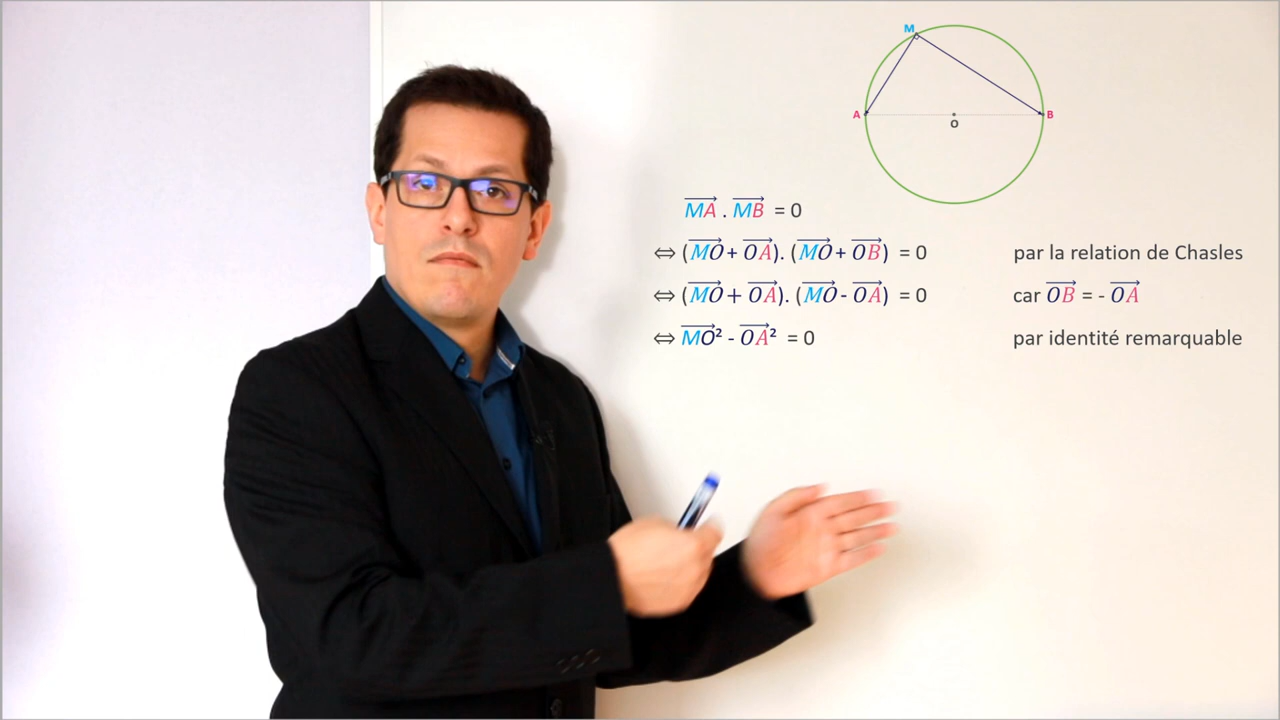 M
A
B
O
MA . MB = 0
⇔ (MO + OA). (MO + OB) = 0 par la relation de Chasles
⇔ (MO + OA). (MO - OA) = 0 car OB = - OA
⇔ MO² - OA² = 0 par identité remarquable